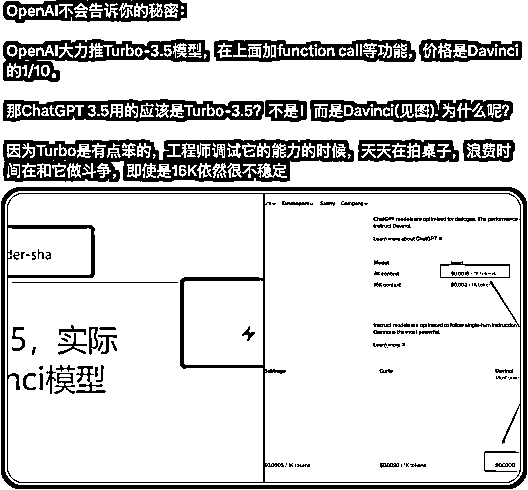 OpenAI不会告诉你的秘密：
OpenAI大力推Turbo-3.5模型，在上面加function call等功能，价格是Davinci
的1/10。
那ChatGPT 3.5用的应该是Turbo-3.5？不是！而是Davinci(见图). 为什么呢？
因为Turbo是有点笨的，工程师调试它的能力的时候，天天在拍桌子，浪费时
间在和它做斗争，即使是16K依然很不稳定
der-sha
5，实际
nci模型
Developers Safety Company
ChatGPT models are optimized for dialogue. The performance
Instruct Davinci.
Learn more about ChatGPT
Model Input
4K context $0.0015 / 1K tokens
16K context $0.003 / 1K tokens
Instruct models are optimized to follow single-turn instruction
Davinci is the most powerful.
Learn more
Babbage Curie Davinci
$0.0005 / 1K tokens $0.0020 / 1K tokens $0.0200